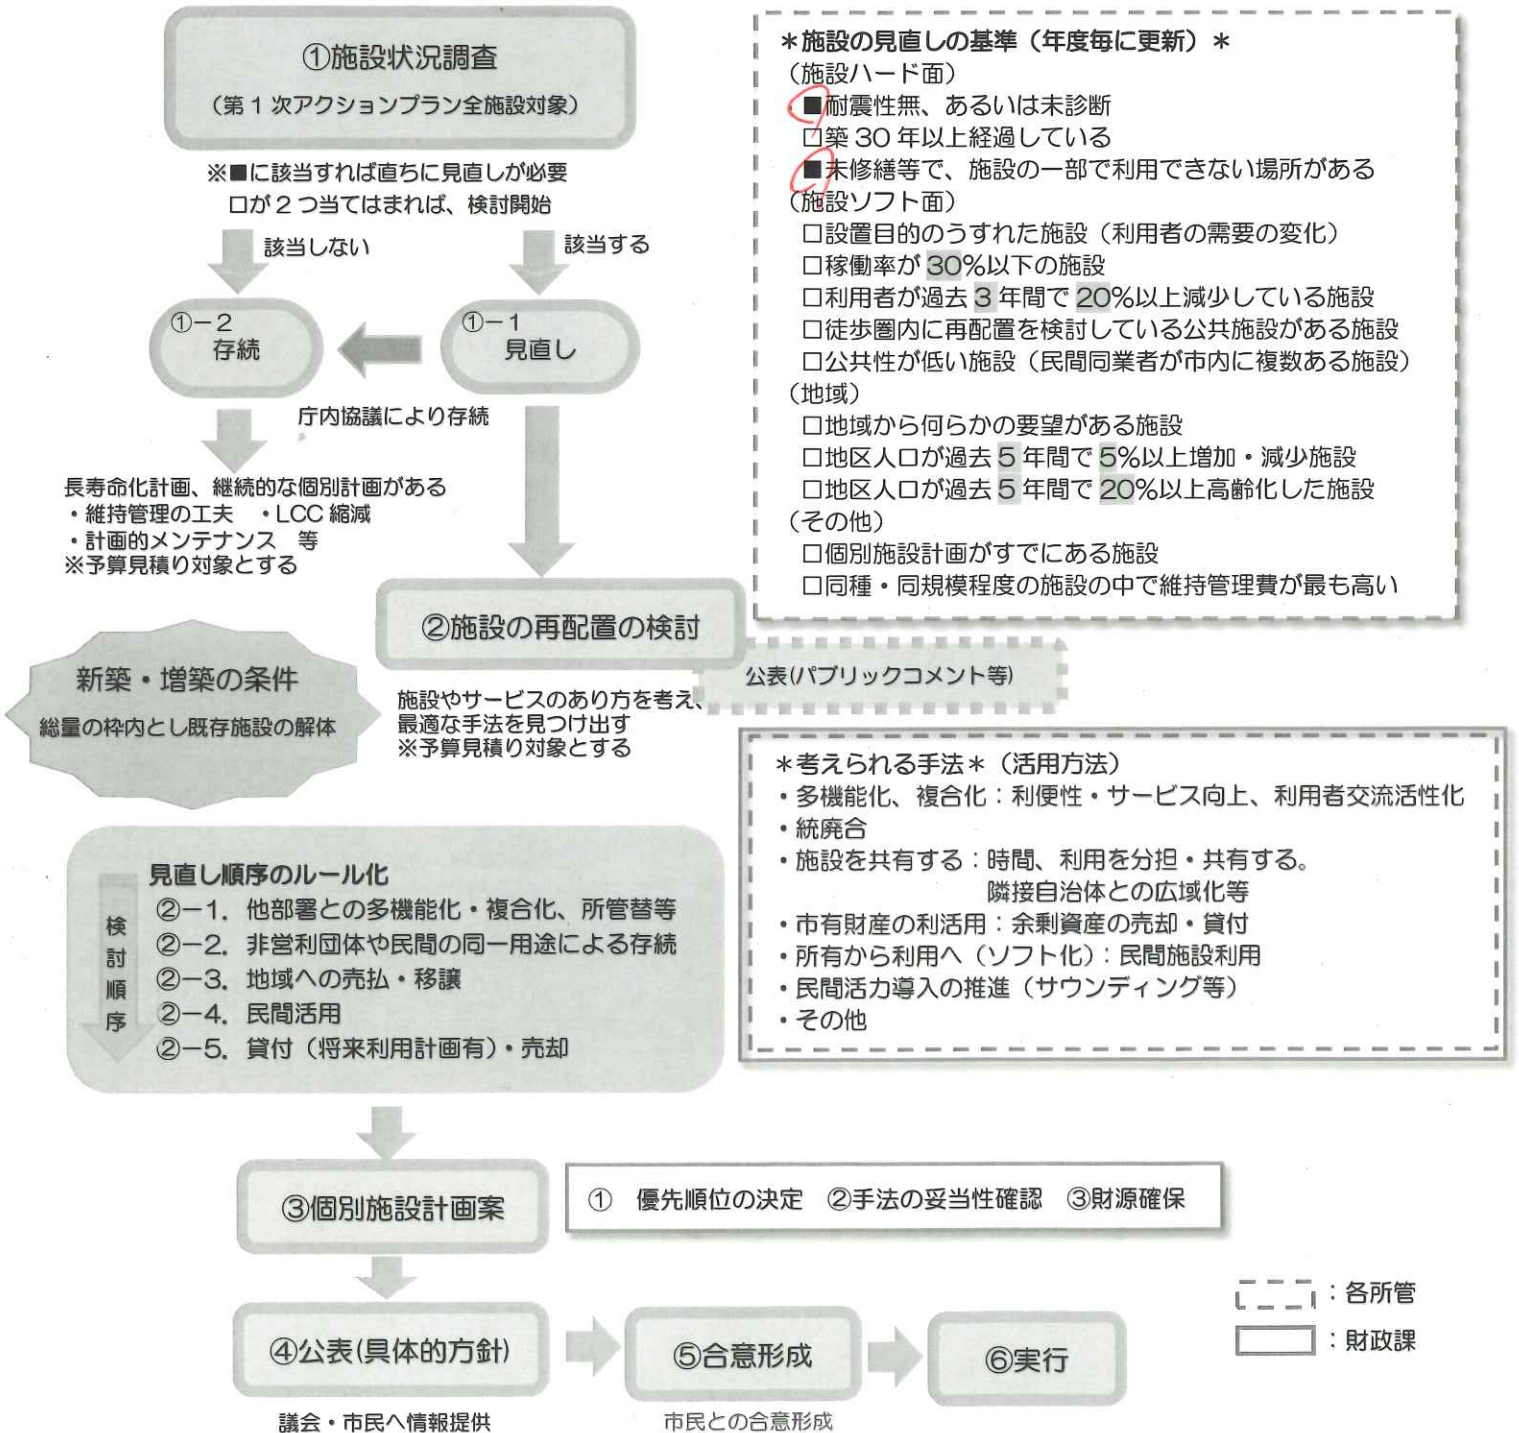 ①施設状況調査
（第1次アクションプラン全施設対象）
※■に該当すれば直ちに見直しが必要
□が2つ当てはまれば、検討開始
該当しない
該当する
①－2
存続
①－1
見直し
庁内協議により存続
長寿命化計画、継続的な個別計画がある
・維持管理の工夫　・LCC縮減
・計画的メンテナンス　等
※予算見積り対象とする
＊施設の見直しの基準（年度毎に更新）＊
（施設ハード面）
■耐震性無、あるいは未診断
□築30年以上経過している
■未修繕等で、施設の一部で利用できない場所がある
（施設ソフト面）
□設置目的のうすれた施設（利用者の需要の変化）
□稼働率が30%以下の施設
□利用者が過去3年間で20%以上減少している施設
□徒歩圏内に再配置を検討している公共施設がある施設
□公共性が低い施設（民間同業者が市内に複数ある施設）
（地域）
□地域から何らかの要望がある施設
□地区人口が過去5年間で5%以上増加・減少施設
□地区人口が過去5年間で20%以上高齢化した施設
（その他）
□個別施設計画がすでにある施設
□同種・同規模程度の施設の中で維持管理費が最も高い
②施設の再配置の検討
公表(パブリックコメント等)
施設やサービスのあり方を考え、
最適な手法を見つけ出す
※予算見積り対象とする
新築・増築の条件
総量の枠内とし既存施設の解体
＊考えられる手法＊（活用方法）
・多機能化、複合化：利便性・サービス向上、利用者交流活性化
・統廃合
・施設を共有する：時間、利用を分担・共有する。
隣接自治体との広域化等
・市有財産の利活用：余剰資産の売却・貸付
・所有から利用へ（ソフト化）：民間施設利用
・民間活力導入の推進（サウンディング等）
・その他
検討順序
見直し順序のルール化
②－1．他部署との多機能化・複合化、所管替等
②－2．非営利団体や民間の同一用途による存続
②－3．地域への売払・移譲
②－4．民間活用
②－5．貸付（将来利用計画有）・売却
③個別施設計画案
①　優先順位の決定　②手法の妥当性確認　③財源確保
④公表(具体的方針)
議会・市民へ情報提供
⑤合意形成
市民との合意形成
⑥実行
：各所管
：財政課